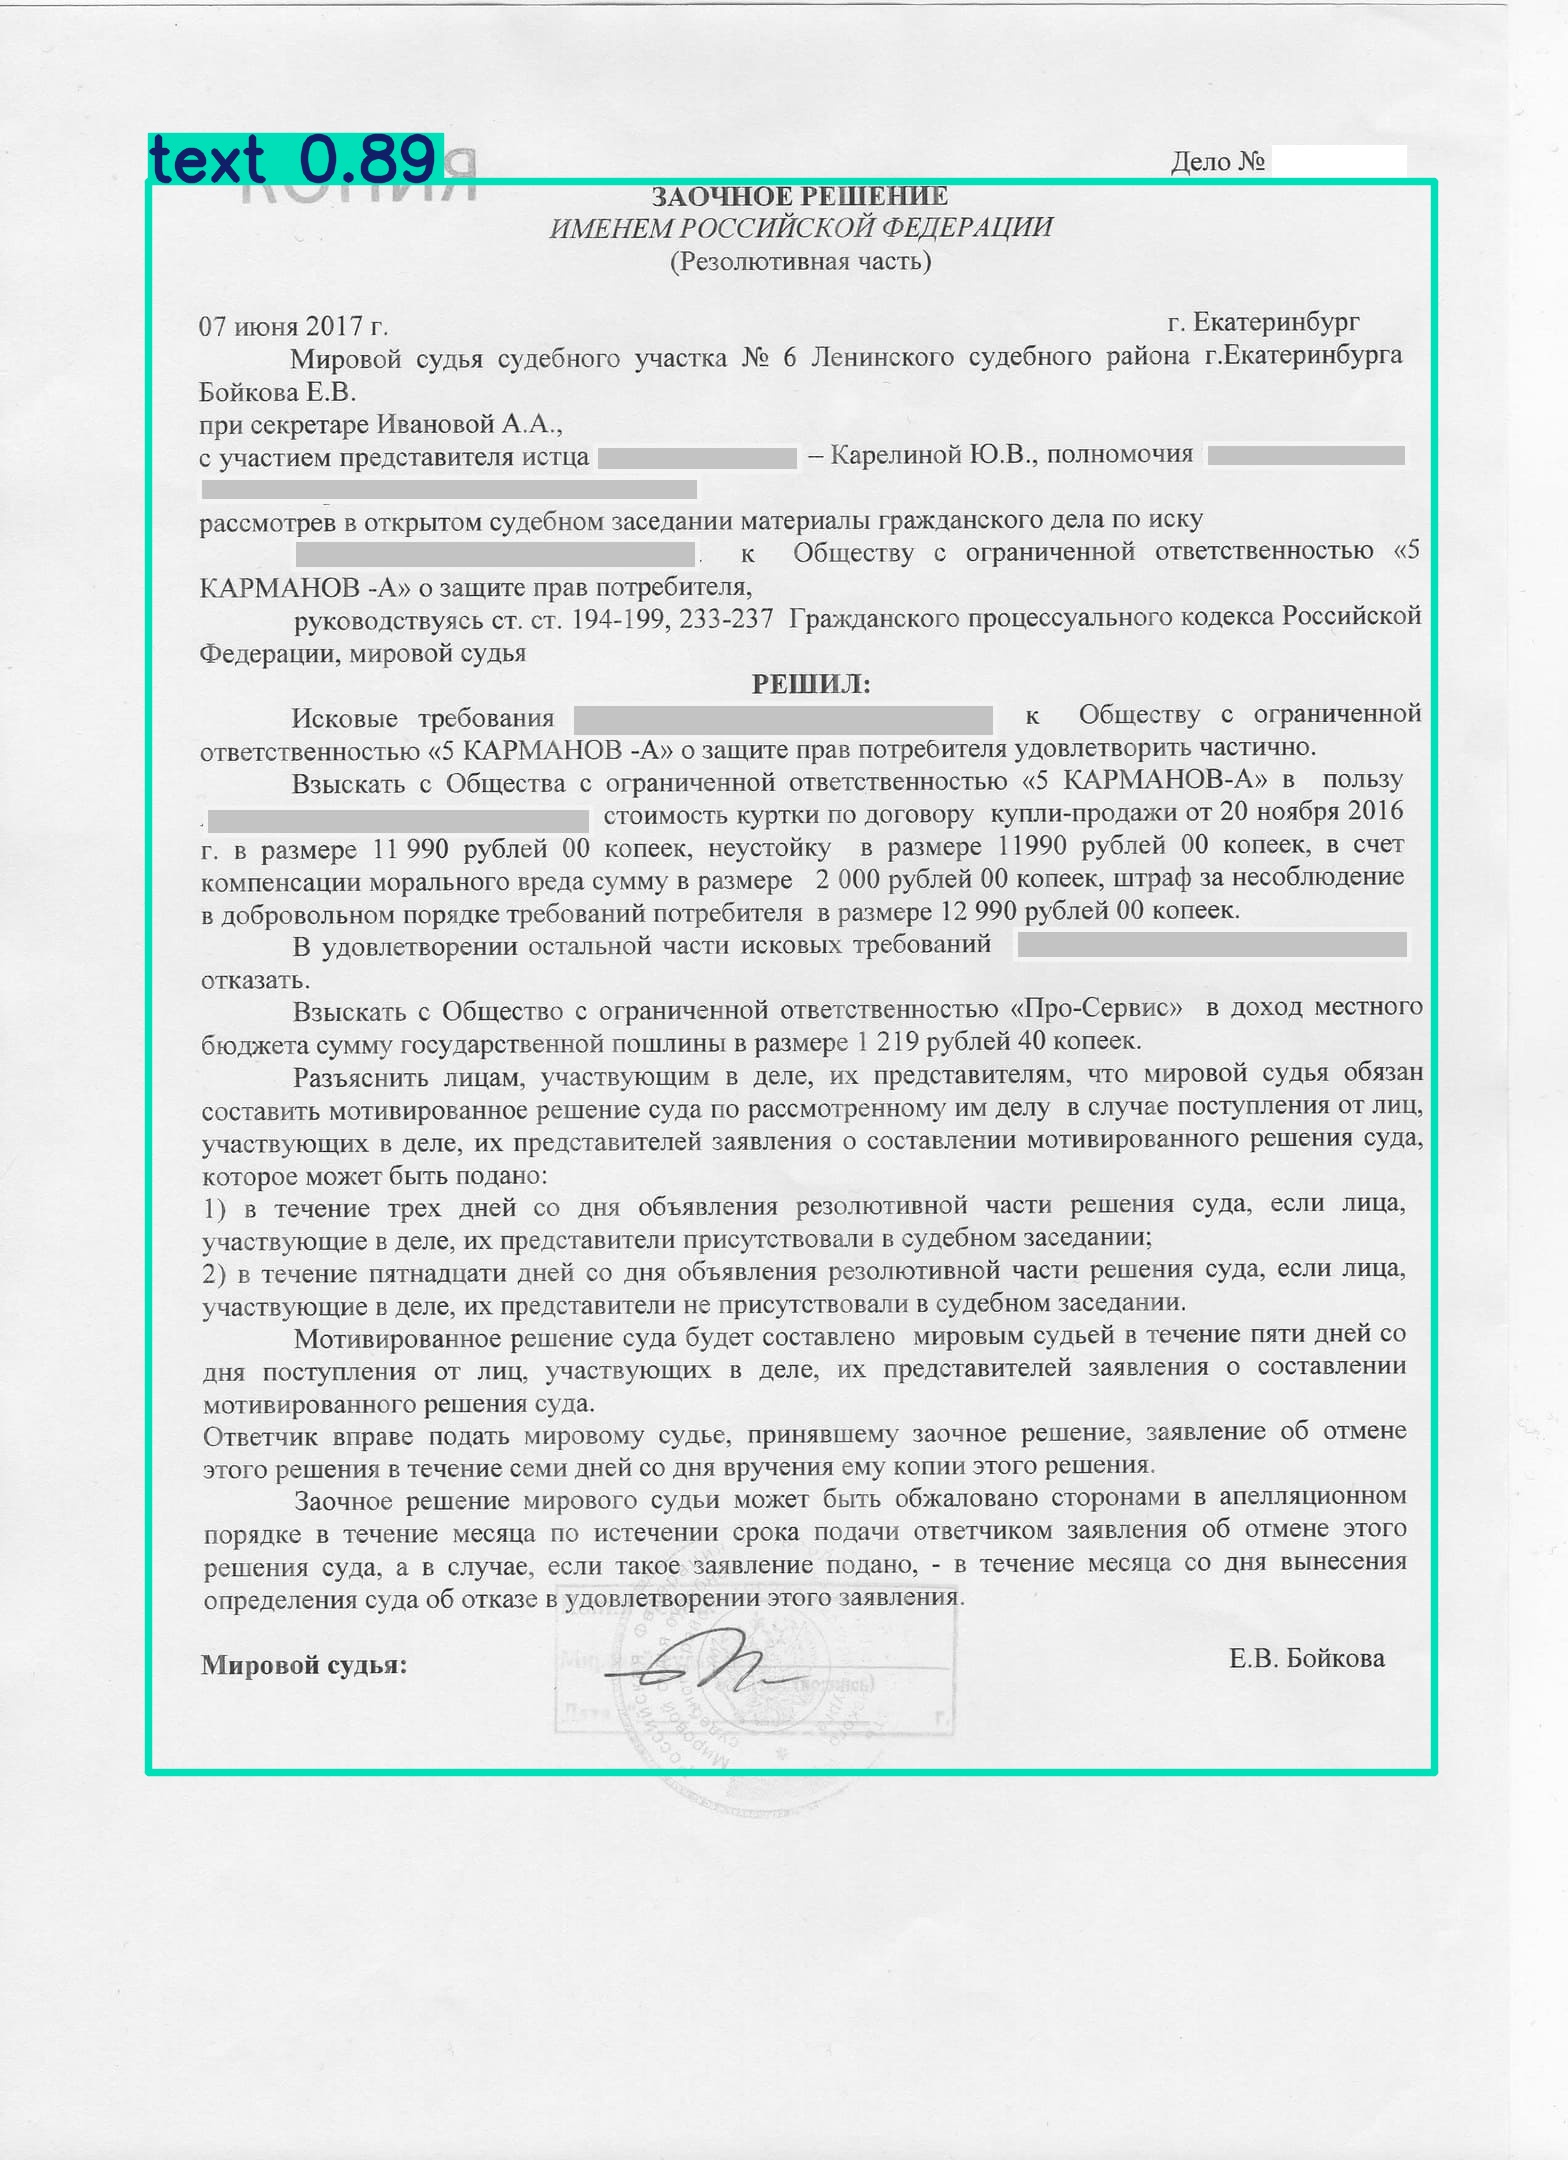 text 0.89
КОПИЯ
Дело №
ЗАОЧНОЕ РЕШЕНИЕ
ИМЕНЕМ РОССИЙСКОЙ ФЕДЕРАЦИИ
(Резолютивная часть)
07 июня 2017 г. г. Екатеринбург
Мировой судья судебного участка № 6 Ленинского судебного района г.Екатеринбурга
Бойкова Е.В.
при секретаре Ивановой А.А.,
с участием представителя истца – Карелиной Ю.В., полномочия
рассмотрев в открытом судебном заседании материалы гражданского дела по иску
. к Обществу с ограниченной ответственностью «5
КАРМАНОВ -А» о защите прав потребителя,
руководствуясь ст. ст. 194-199, 233-237 Гражданского процессуального кодекса Российской
Федерации, мировой судья
РЕШИЛ:
Исковые требования к Обществу с ограниченной
ответственностью «5 КАРМАНОВ -А» о защите прав потребителя удовлетворить частично.
Взыскать с Общества с ограниченной ответственностью «5 КАРМАНОВ-А» в пользу
стоимость куртки по договору купли-продажи от 20 ноября 2016
г. в размере 11 990 рублей 00 копеек, неустойку в размере 11990 рублей 00 копеек, в счет
компенсации морального вреда сумму в размере 2 000 рублей 00 копеек, штраф за несоблюдение
в добровольном порядке требований потребителя в размере 12 990 рублей 00 копеек.
В удовлетворении остальной части исковых требований
отказать.
Взыскать с Общество с ограниченной ответственностью «Про-Сервис» в доход местного
бюджета сумму государственной пошлины в размере 1 219 рублей 40 копеек.
Разъяснить лицам, участвующим в деле, их представителям, что мировой судья обязан
составить мотивированное решение суда по рассмотренному им делу в случае поступления от лиц,
участвующих в деле, их представителей заявления о составлении мотивированного решения суда,
которое может быть подано:
1) в течение трех дней со дня объявления резолютивной части решения суда, если лица,
участвующие в деле, их представители присутствовали в судебном заседании;
2) в течение пятнадцати дней со дня объявления резолютивной части решения суда, если лица,
участвующие в деле, их представители не присутствовали в судебном заседании.
Мотивированное решение суда будет составлено мировым судьей в течение пяти дней со
дня поступления от лиц, участвующих в деле, их представителей заявления о составлении
мотивированного решения суда.
Ответчик вправе подать мировому судье, принявшему заочное решение, заявление об отмене
этого решения в течение семи дней со дня вручения ему копии этого решения.
Заочное решение мирового судьи может быть обжаловано сторонами в апелляционном
порядке в течение месяца по истечении срока подачи ответчиком заявления об отмене этого
решения суда, а в случае, если такое заявление подано, - в течение месяца со дня вынесения
определения суда об отказе в удовлетворении этого заявления.
Мировой судья: Е.В. Бойкова